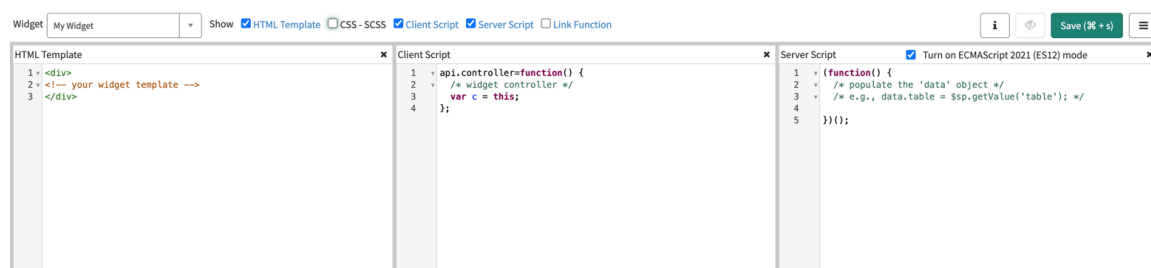 Widget My Widget Show HTML Template CSS - SCSS Client Script Server Script Link Function Save (⌘ + s)
HTML Template
1 <div>
2 <!-- your widget template -->
3 </div>
Client Script
1 api.controller=function() {
2 /* widget controller */
3 var c = this;
4 };
Server Script Turn on ECMAScript 2021 (ES12) mode
1 (function() {
2 /* populate the 'data' object */
3 /* e.g., data.table = $sp.getValue('table'); */
4
5 })();